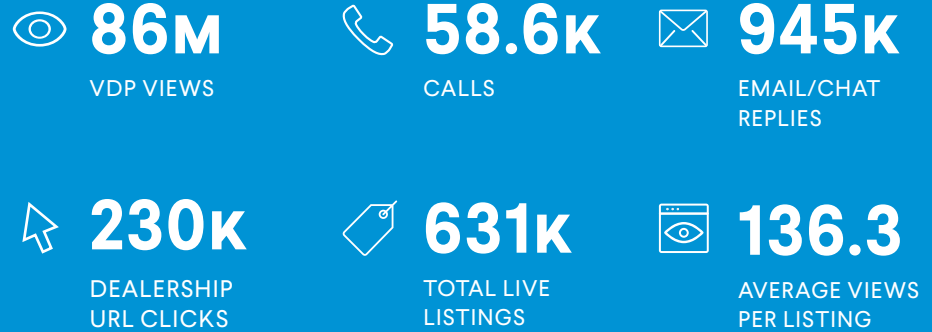 86M
VDP VIEWS
58.6K
CALLS
945K
EMAIL/CHAT
REPLIES
230K
DEALERSHIP
URL CLICKS
631K
TOTAL LIVE
LISTINGS
136.3
AVERAGE VIEWS
PER LISTING